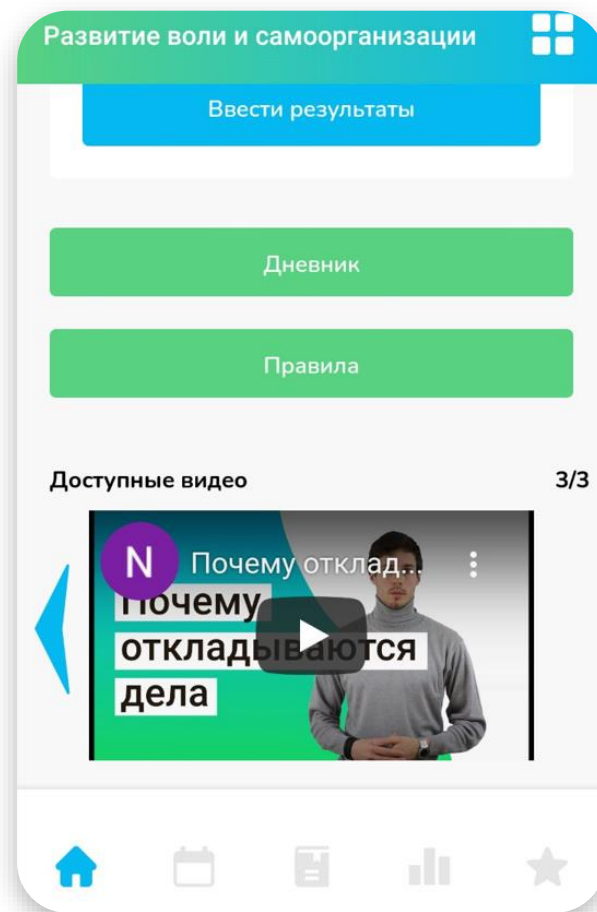 Развитие воли и самоорганизации
Ввести результаты
Дневник
Правила
Доступные видео 3/3
N Почему отклад...
Почему
откладываются
дела